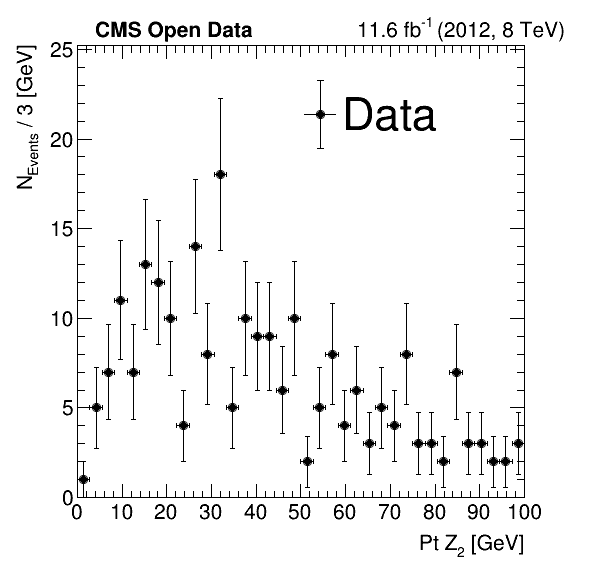 CMS Open Data 11.6 fb⁻¹ (2012, 8 TeV)
N_Events / 3 [GeV]
25
20
15
10
5
0
Data
0 10 20 30 40 50 60 70 80 90 100
Pt Z₂ [GeV]